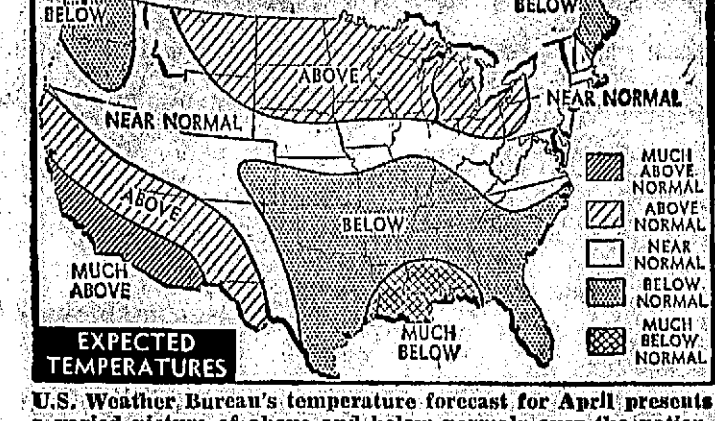 BELOW
BELOW
ABOVE
NEAR NORMAL
NEAR NORMAL
MUCH
ABOVE
NORMAL
ABOVE
NORMAL
NEAR
NORMAL
BELOW
NORMAL
MUCH
BELOW
NORMAL
ABOVE
BELOW
MUCH
ABOVE
MUCH
BELOW
EXPECTED
TEMPERATURES
U.S. Weather Bureau's temperature forecast for April presents